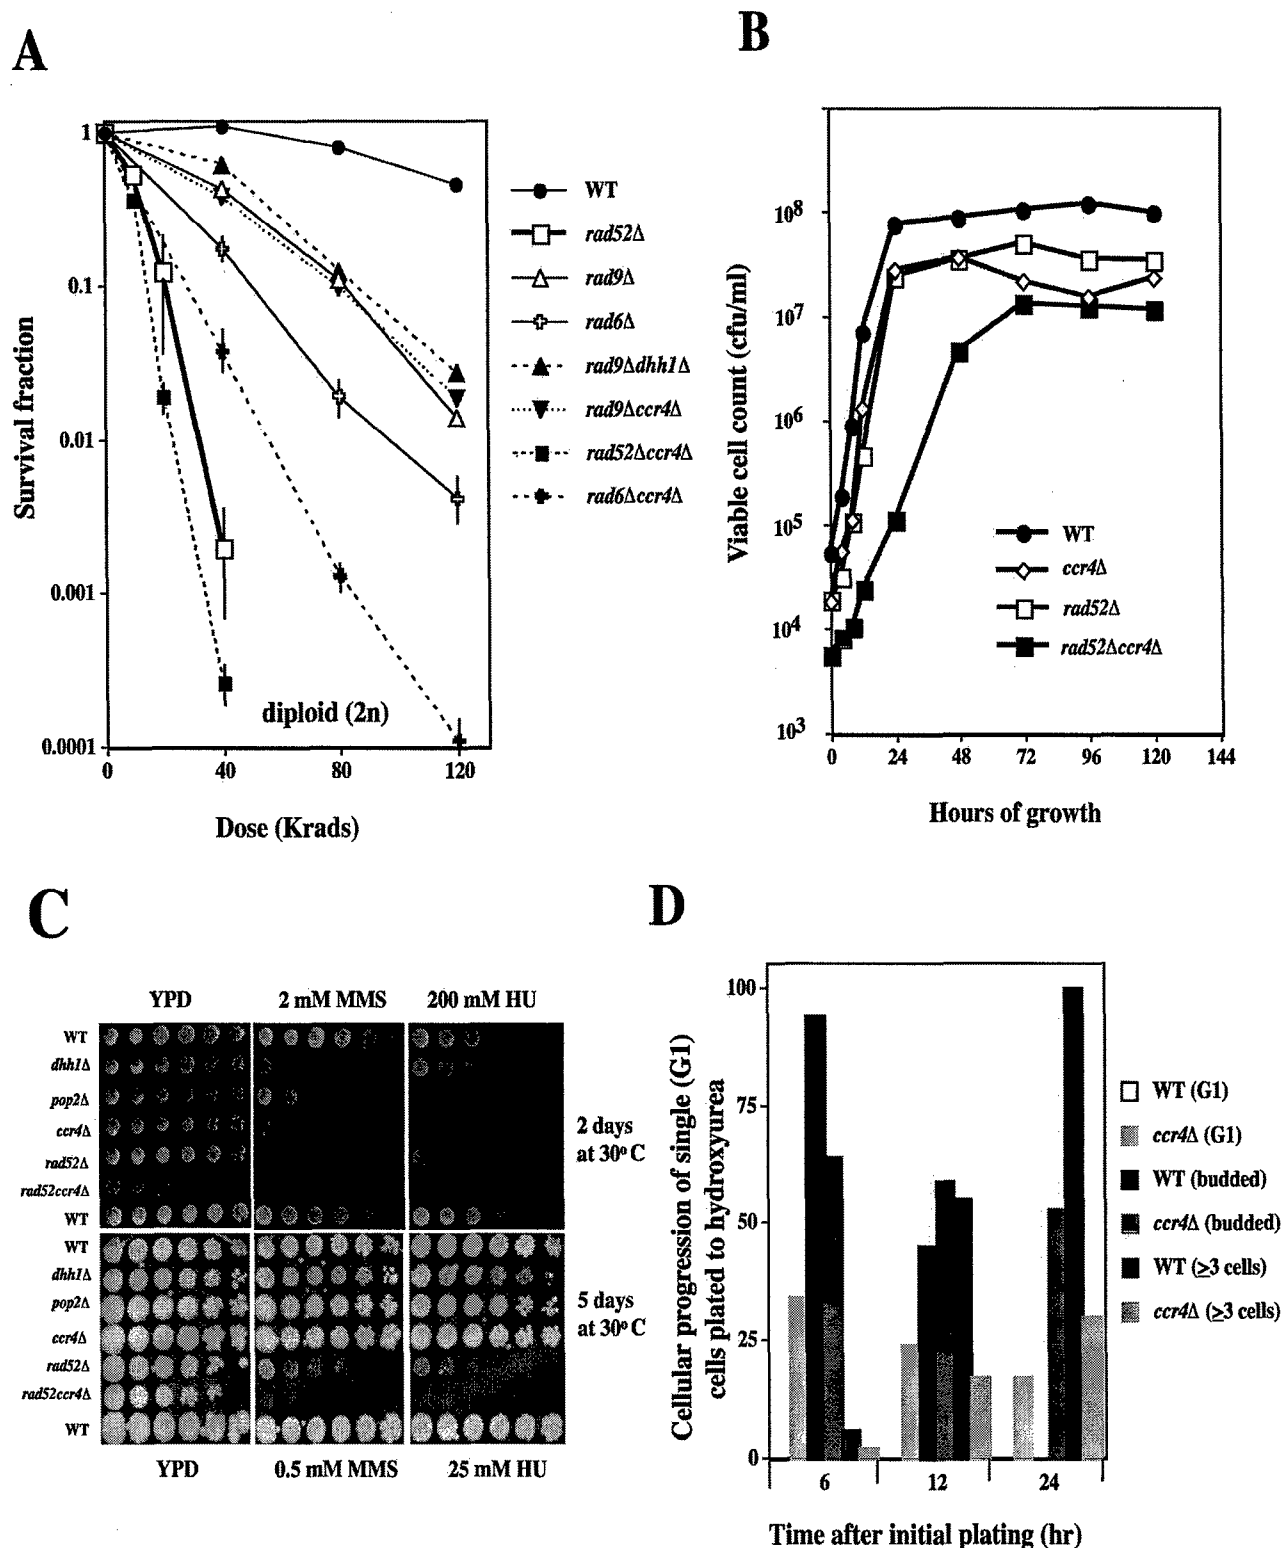 A
1
0.1
0.01
0.001
0.0001
0
40
80
120
Survival fraction
Dose (Krads)
diploid (2n)
WT
rad52Δ
rad9Δ
rad6Δ
rad9Δdhh1Δ
rad9Δccr4Δ
rad52Δccr4Δ
rad6Δccr4Δ
B
10⁸
10⁷
10⁶
10⁵
10⁴
10³
0
24
48
72
96
120
144
Viable cell count (cfu/ml)
Hours of growth
WT
ccr4Δ
rad52Δ
rad52Δccr4Δ
C
YPD
2 mM MMS
200 mM HU
WT
dhh1Δ
pop2Δ
ccr4Δ
rad52Δ
rad52ccr4Δ
WT
2 days
at 30º C
WT
dhh1Δ
pop2Δ
ccr4Δ
rad52Δ
rad52ccr4Δ
WT
5 days
at 30º C
YPD
0.5 mM MMS
25 mM HU
D
100
75
50
25
0
6
12
24
Cellular progression of single (G1)
cells plated to hydroxyurea
Time after initial plating (hr)
WT (G1)
ccr4Δ (G1)
WT (budded)
ccr4Δ (budded)
WT (≥3 cells)
ccr4Δ (≥3 cells)